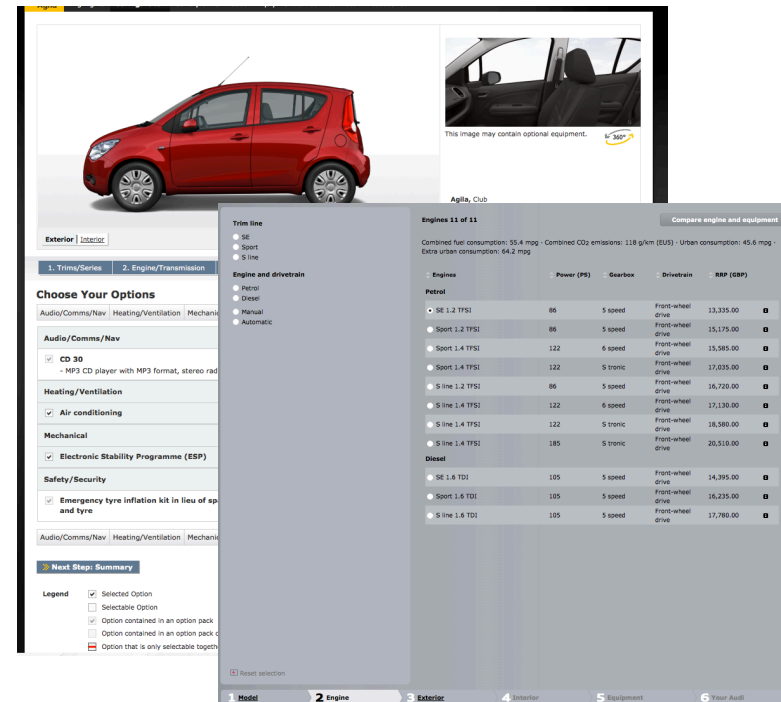 Agila
This image may contain optional equipment.
360°
Agila, Club
Exterior | Interior
1. Trims/Series 2. Engine/Transmission
Choose Your Options
Audio/Comms/Nav Heating/Ventilation
Audio/Comms/Nav
CD 30
- MP3 CD player with MP3 format, stereo
Heating/Ventilation
Air conditioning
Mechanical
Electronic Stability Programme (ESP)
Safety/Security
Emergency tyre inflation kit in lieu of
and tyre
Audio/Comms/Nav Heating/Ventilation
Next Step: Summary
Legend Selected Option
Selectable Option
Option contained in an option pack
Option contained in an option pack
Option that is only selectable
Trim line
SE
Sport
S line
Engine and drivetrain
Petrol
Diesel
Manual
Automatic
Reset selection
Engines 11 of 11 Compare engine and equipment
Combined fuel consumption: 55.4 mpg - Combined CO2 emissions: 118 g/km (EU5) - Urban consumption: 45.6 mpg -
Extra urban consumption: 64.2 mpg
Engines Power (PS) Gearbox Drivetrain RRP (GBP)
Petrol
SE 1.2 TFSI 86 5 speed Front-wheel drive 13,335.00
Sport 1.2 TFSI 86 5 speed Front-wheel drive 15,175.00
Sport 1.4 TFSI 122 6 speed Front-wheel drive 15,585.00
Sport 1.4 TFSI 122 S tronic Front-wheel drive 17,035.00
S line 1.2 TFSI 86 5 speed Front-wheel drive 16,720.00
S line 1.4 TFSI 122 6 speed Front-wheel drive 17,130.00
S line 1.4 TFSI 122 S tronic Front-wheel drive 18,580.00
S line 1.4 TFSI 185 S tronic Front-wheel drive 20,510.00
Diesel
SE 1.6 TDI 105 5 speed Front-wheel drive 14,395.00
Sport 1.6 TDI 105 5 speed Front-wheel drive 16,235.00
S line 1.6 TDI 105 5 speed Front-wheel drive 17,780.00
1 Model 2 Engine 3 Exterior 4 Interior 5 Equipment 6 Your Audi